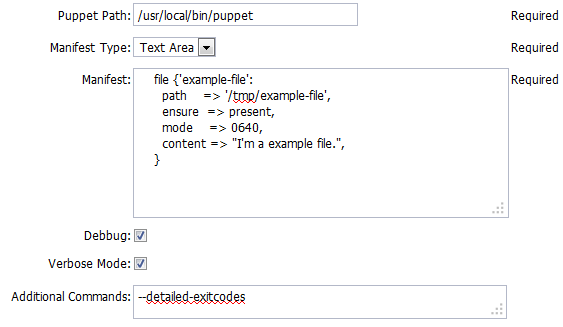 Puppet Path: /usr/local/bin/puppet Required
Manifest Type: Text Area Required
Manifest: file {'example-file': Required
path => '/tmp/example-file',
ensure => present,
mode => 0640,
content => "I'm a example file.",
}
Debbug:
Verbose Mode:
Additional Commands: --detailed-exitcodes